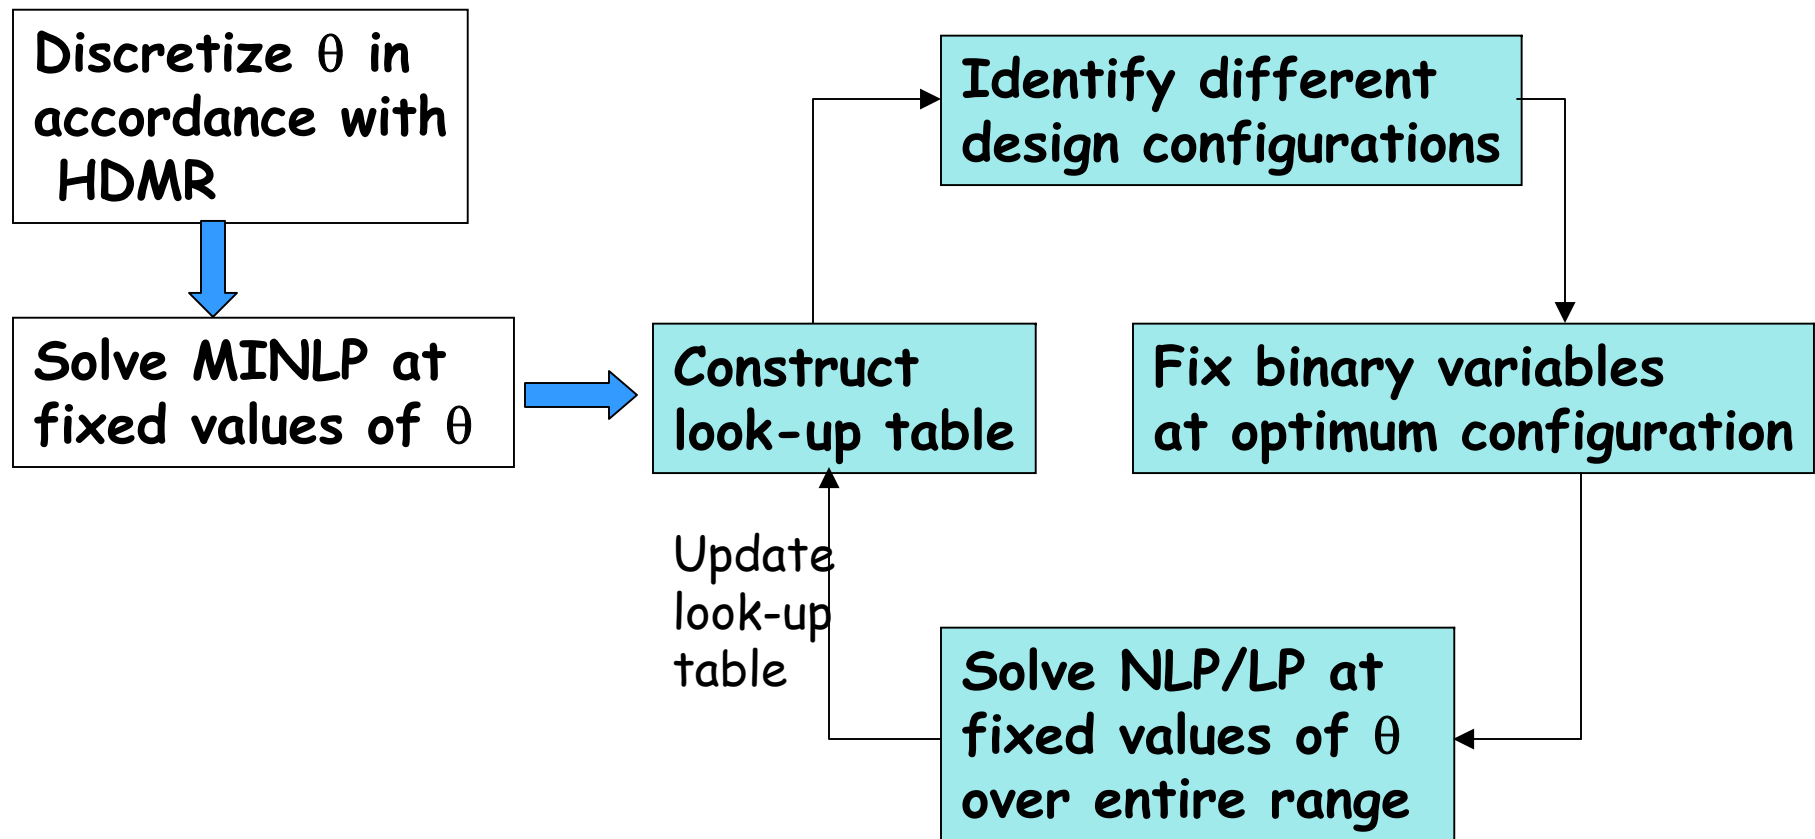 Discretize θ in
accordance with
HDMR
Solve MINLP at
fixed values of θ
Construct
look-up table
Identify different
design configurations
Fix binary variables
at optimum configuration
Solve NLP/LP at
fixed values of θ
over entire range
Update
look-up
table